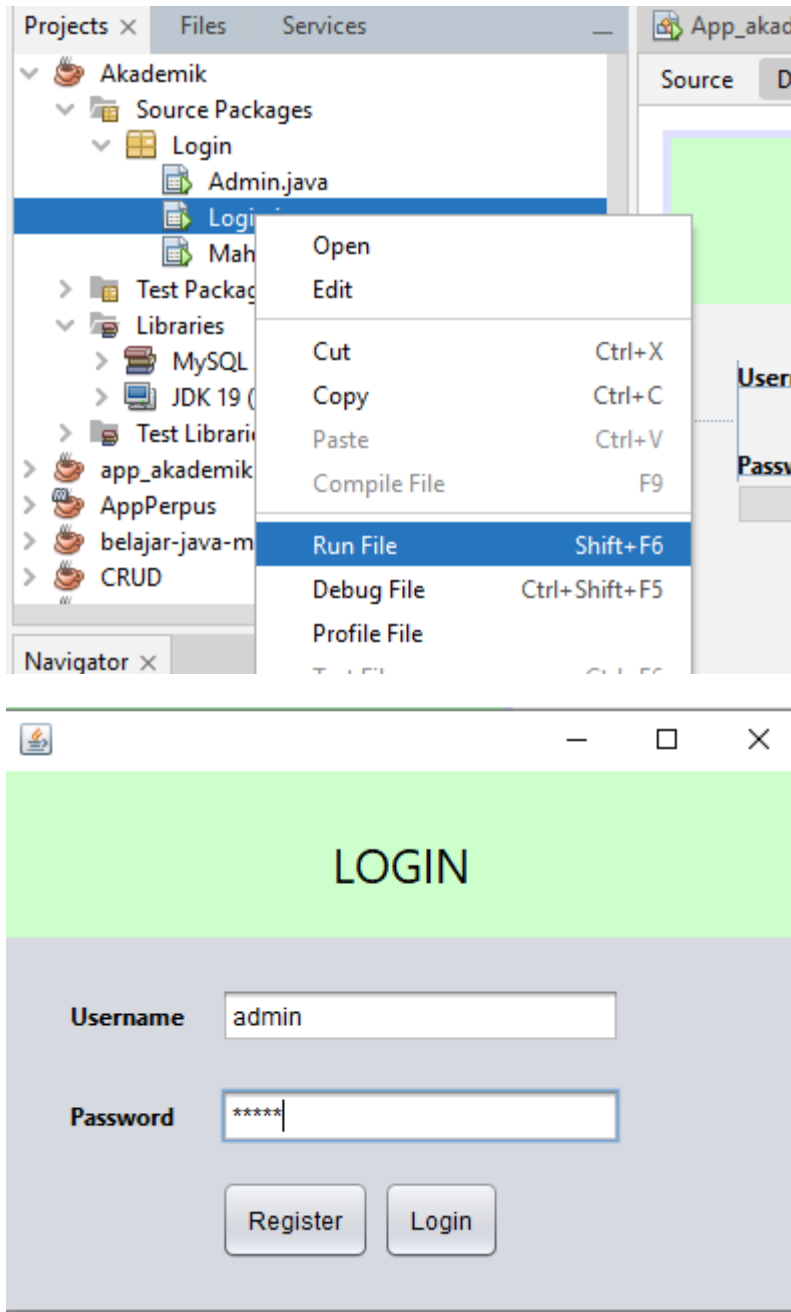 Projects × Files Services
App_akad
Akademik
Source D
Source Packages
Login
Admin.java
Logi
Mah
Test Packag
Libraries
MySQL
JDK 19 (
Test Librari
app_akademik
AppPerpus
belajar-java-m
CRUD
Navigator ×
Open
Edit
Cut Ctrl+X
Copy Ctrl+C
Paste Ctrl+V
Compile File F9
Run File Shift+F6
Debug File Ctrl+Shift+F5
Profile File
User
Passw
LOGIN
Username admin
Password *****
Register Login